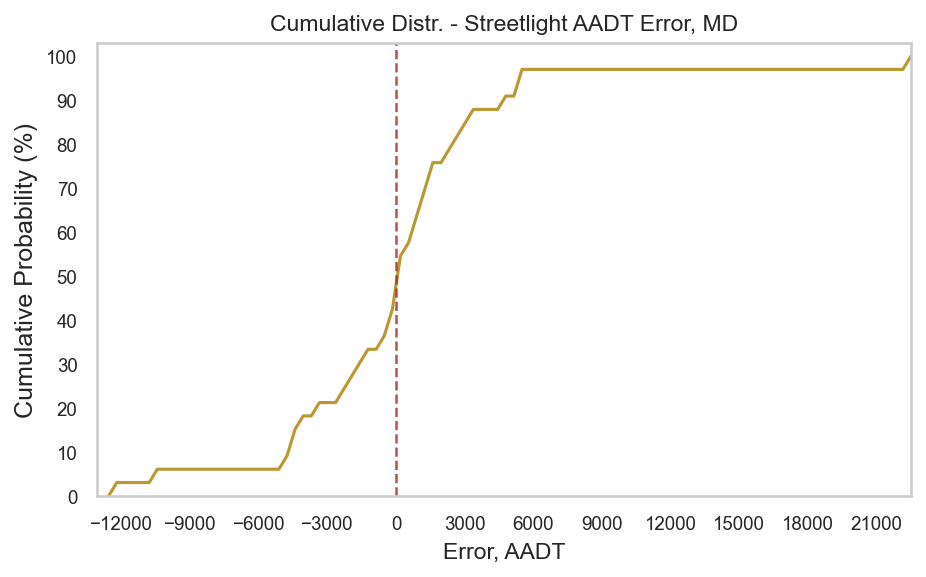 Cumulative Distr. - Streetlight AADT Error, MD
Cumulative Probability (%)
100
90
80
70
60
50
40
30
20
10
0
−12000 −9000 −6000 −3000 0 3000 6000 9000 12000 15000 18000 21000
Error, AADT